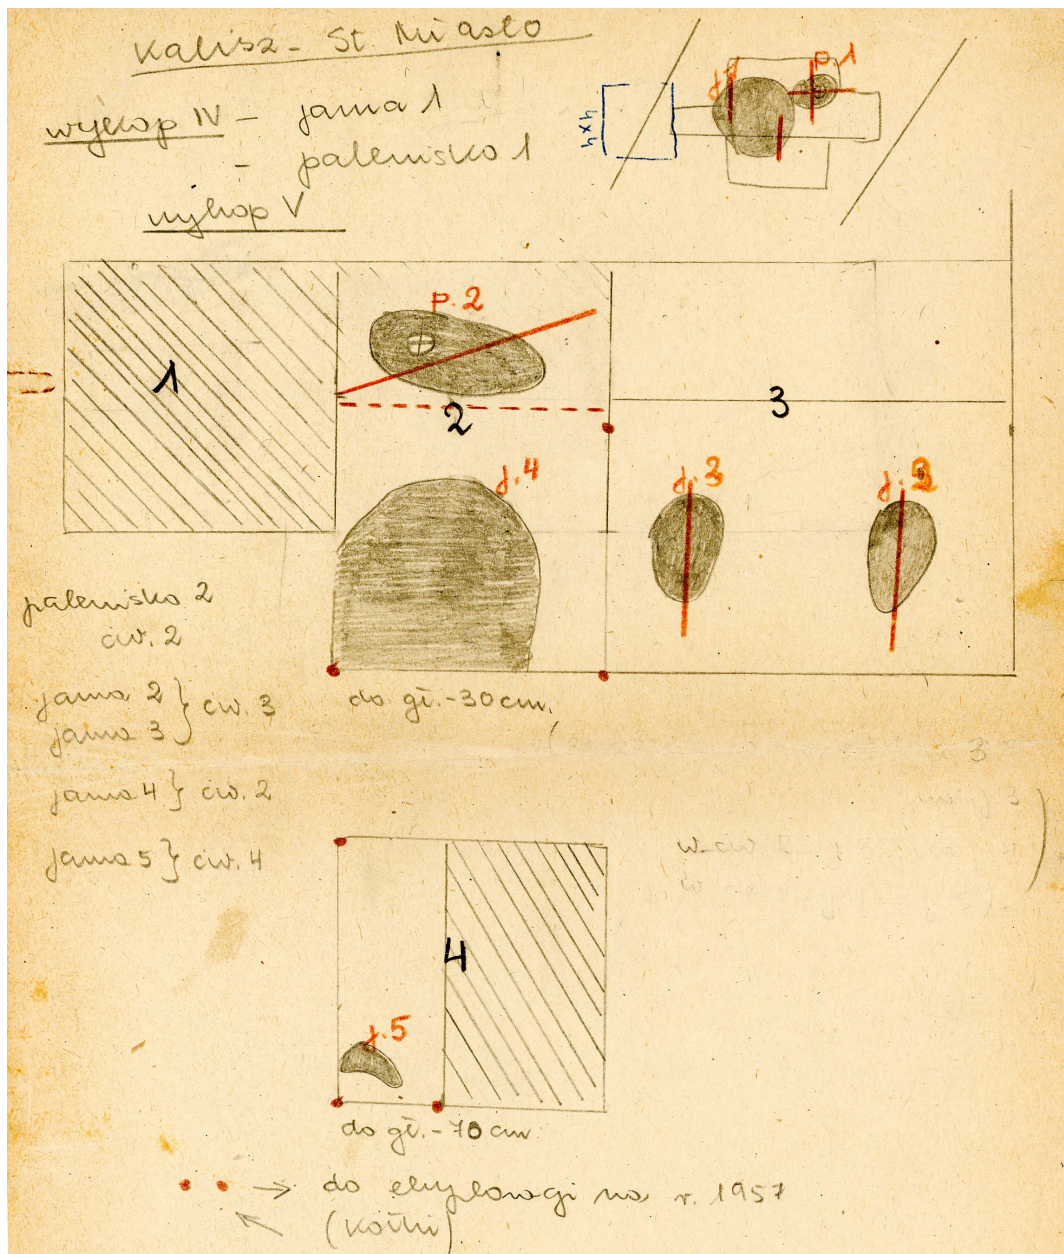 Kalisz - St. Miasto
wykop IV - jama 1
- palenisko 1
wykop V
j.1
p.1
4x4
p.2
1
2
3
j.4
j.3
j.2
palenisko 2
ćw. 2
jama 2 } ćw. 3
jama 3
jama 4 } ćw. 2
jama 5 } ćw. 4
do gł. -30 cm.
4
j.5
do gł. -70 cm
→ do na r. 1957
(kołki)